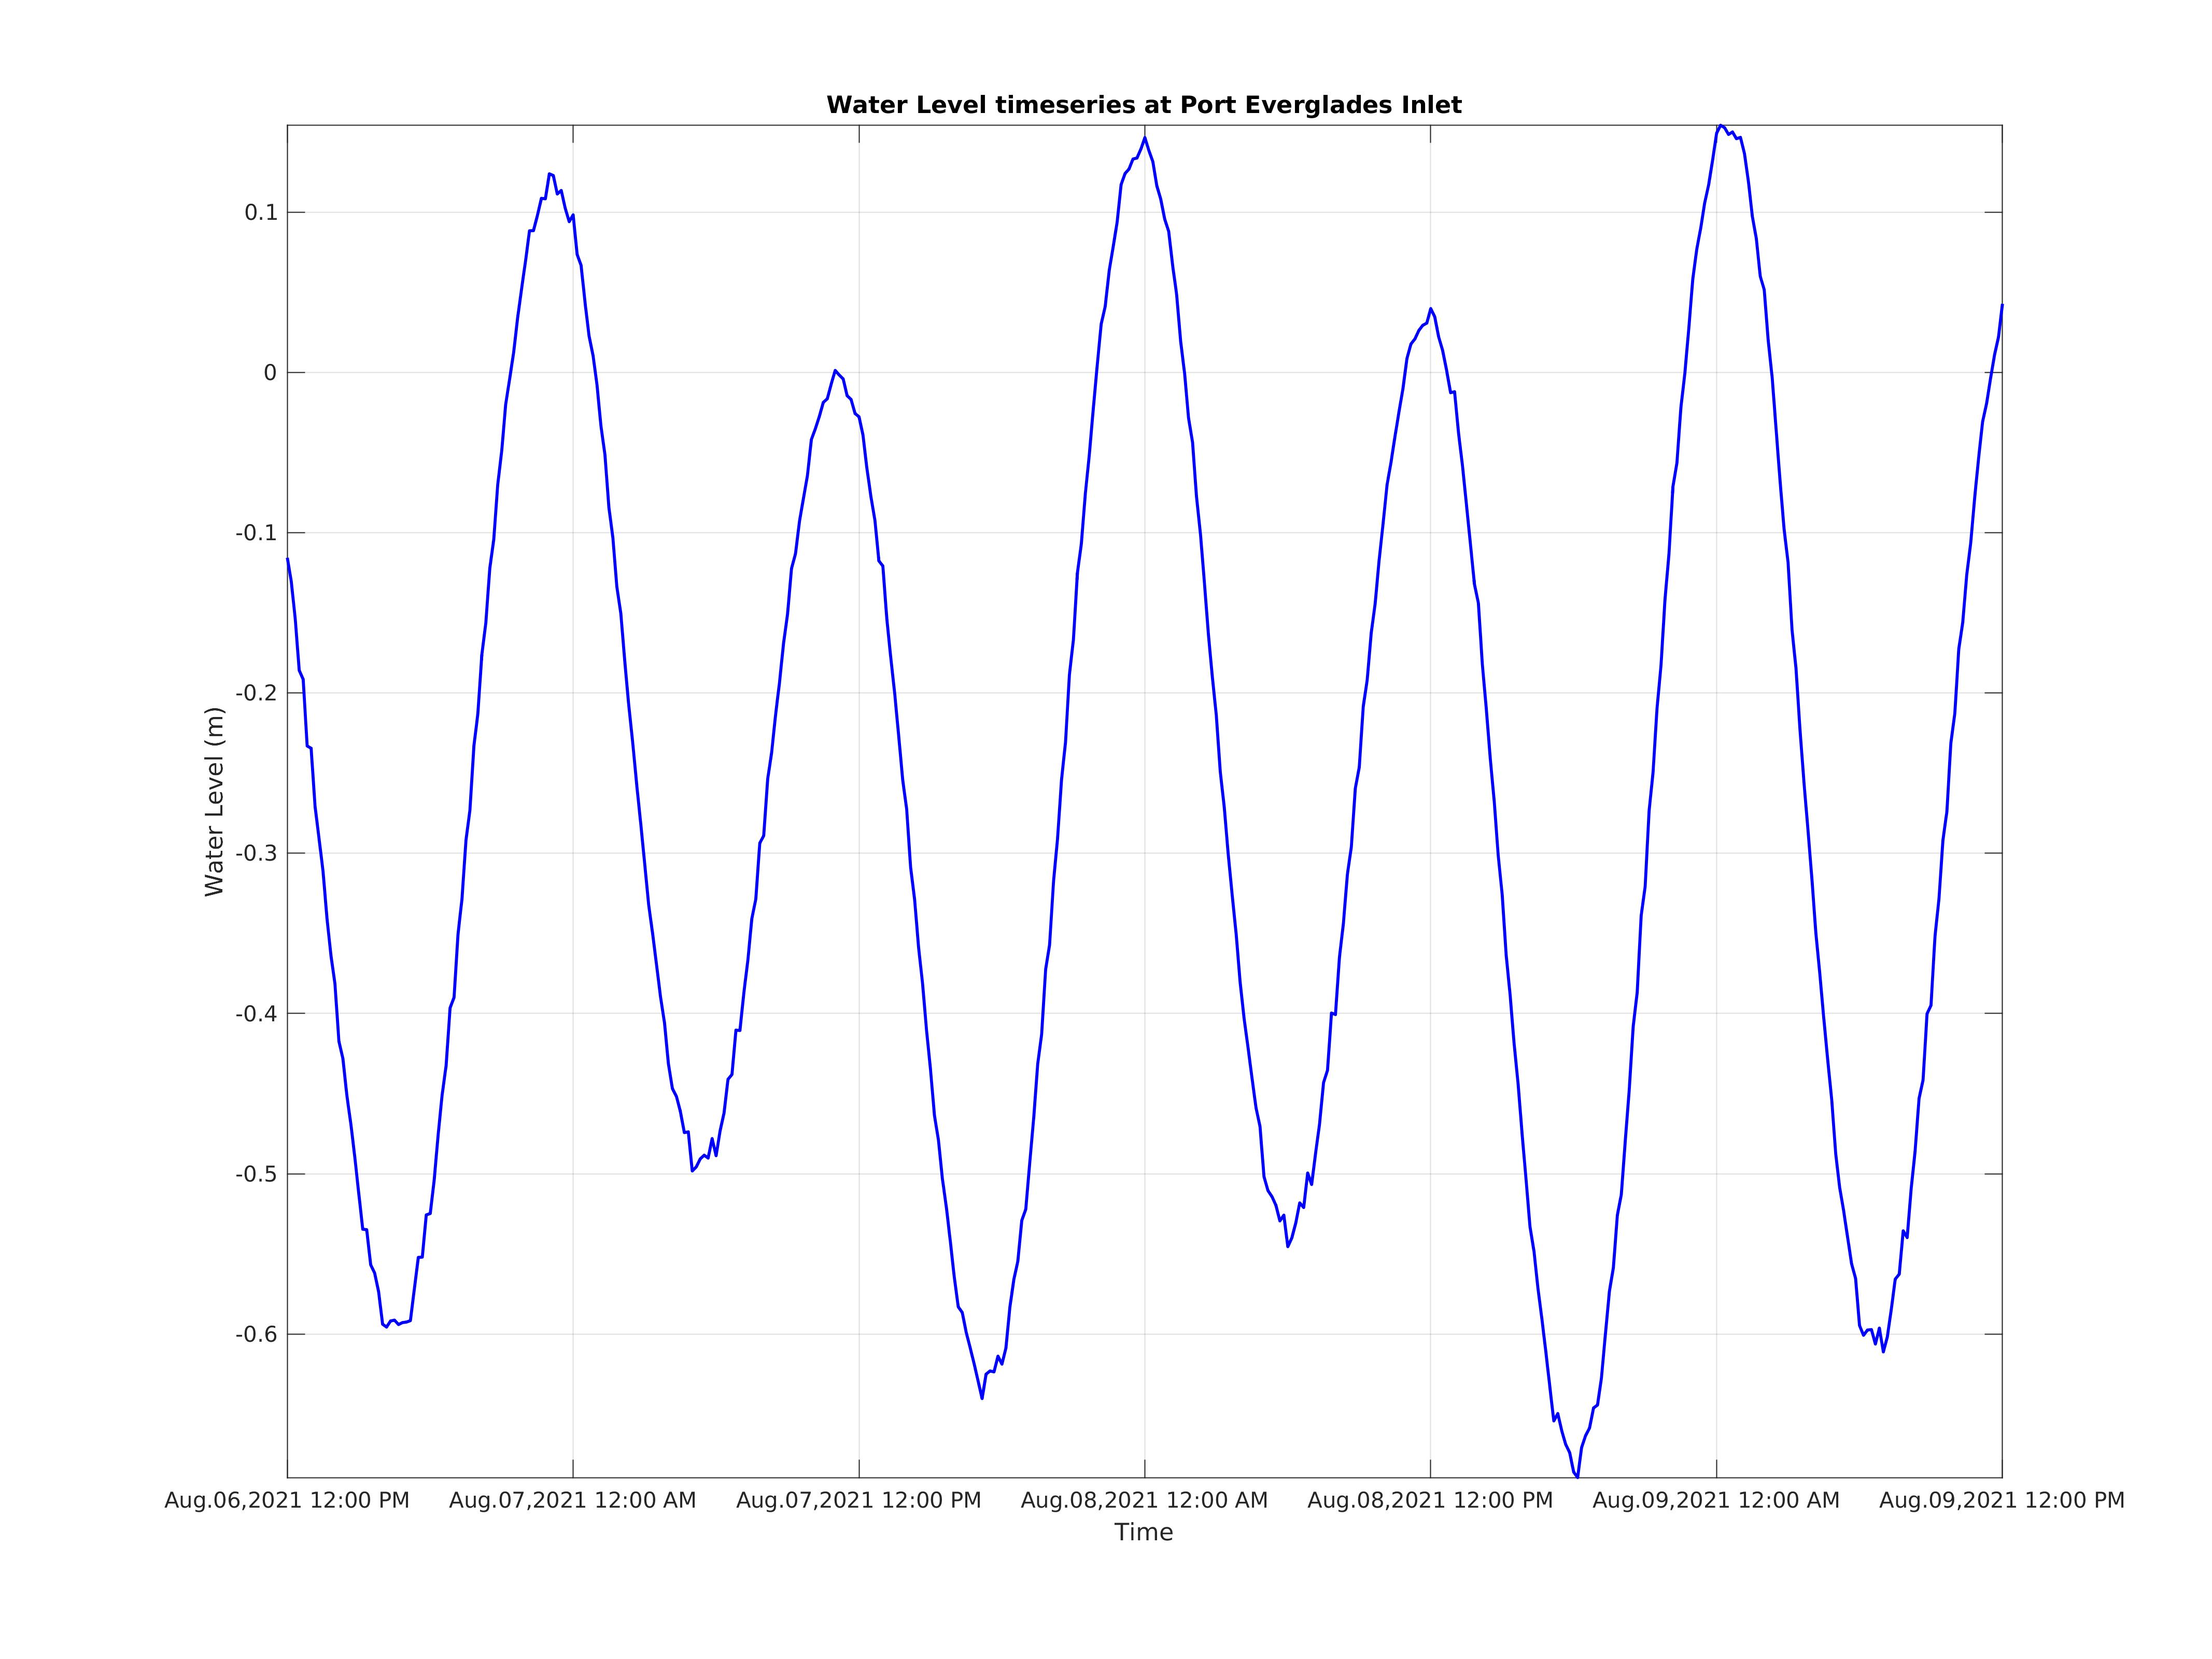 Water Level timeseries at Port Everglades Inlet
0.1
0
-0.1
-0.2
-0.3
-0.4
-0.5
-0.6
Water Level (m)
Aug.06,2021 12:00 PM Aug.07,2021 12:00 AM Aug.07,2021 12:00 PM Aug.08,2021 12:00 AM Aug.08,2021 12:00 PM Aug.09,2021 12:00 AM Aug.09,2021 12:00 PM
Time